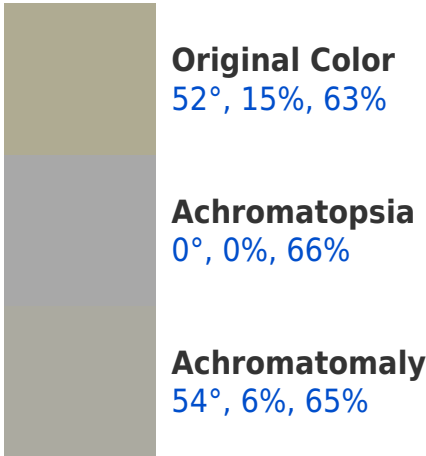 Original Color
52°, 15%, 63%
Achromatopsia
0°, 0%, 66%
Achromatomaly
54°, 6%, 65%